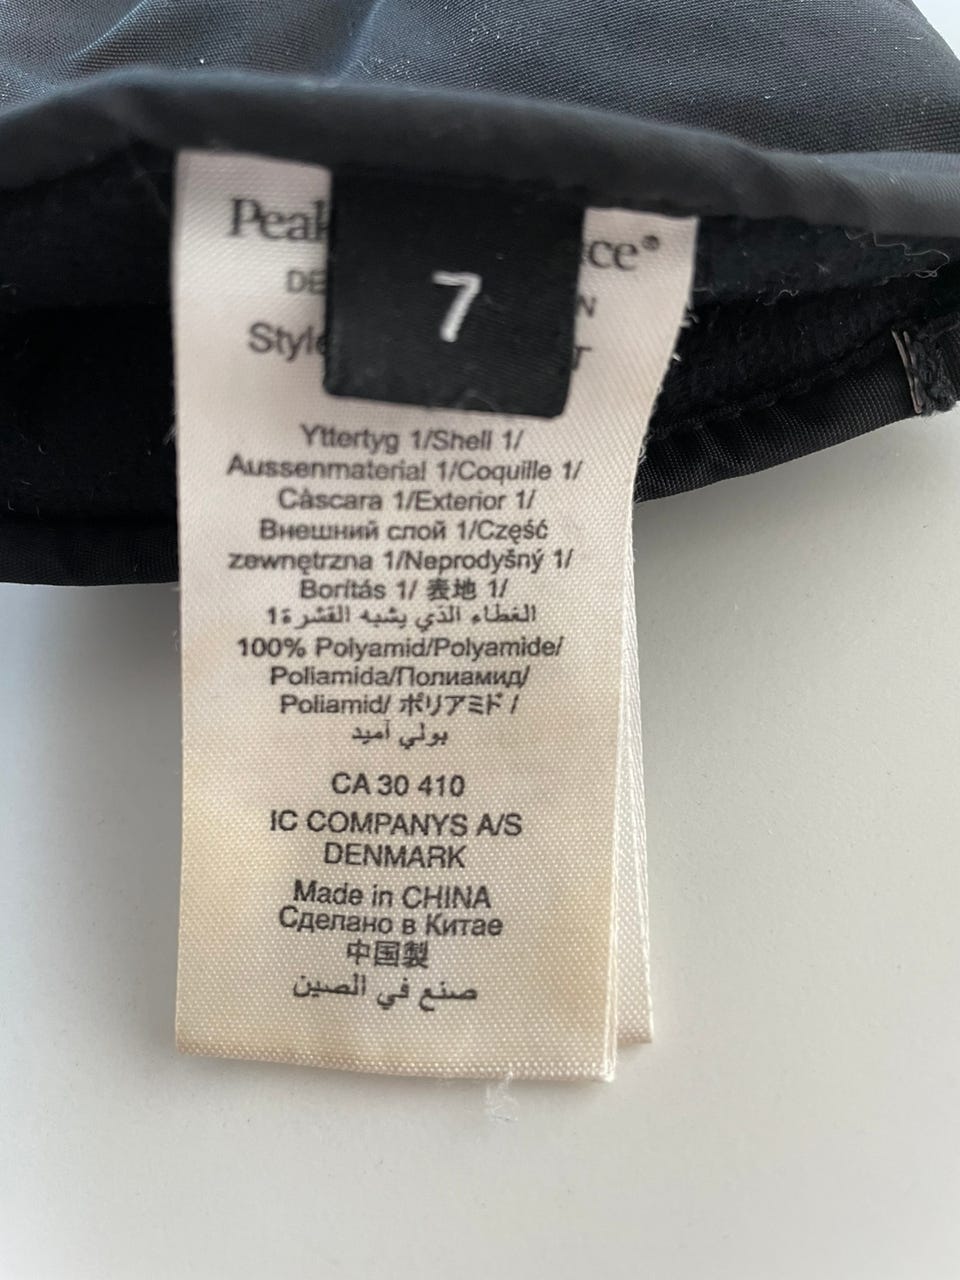 7
Yttertyg 1/Shell 1/
Aussenmaterial 1/Coquille 1/
Càscara 1/Exterior 1/
Внешний слой 1/Część
zewnętrzna 1/Neprodyšný 1/
Borítás 1/ 表地 1/
الغطاء الذي يشبه القشرة 1
100% Polyamid/Polyamide/
Poliamida/Полиамид/
Poliamid/ ポリアミド /
بولي آميد
CA 30 410
IC COMPANYS A/S
DENMARK
Made in CHINA
Сделано в Китае
中国製
صنع في الصين